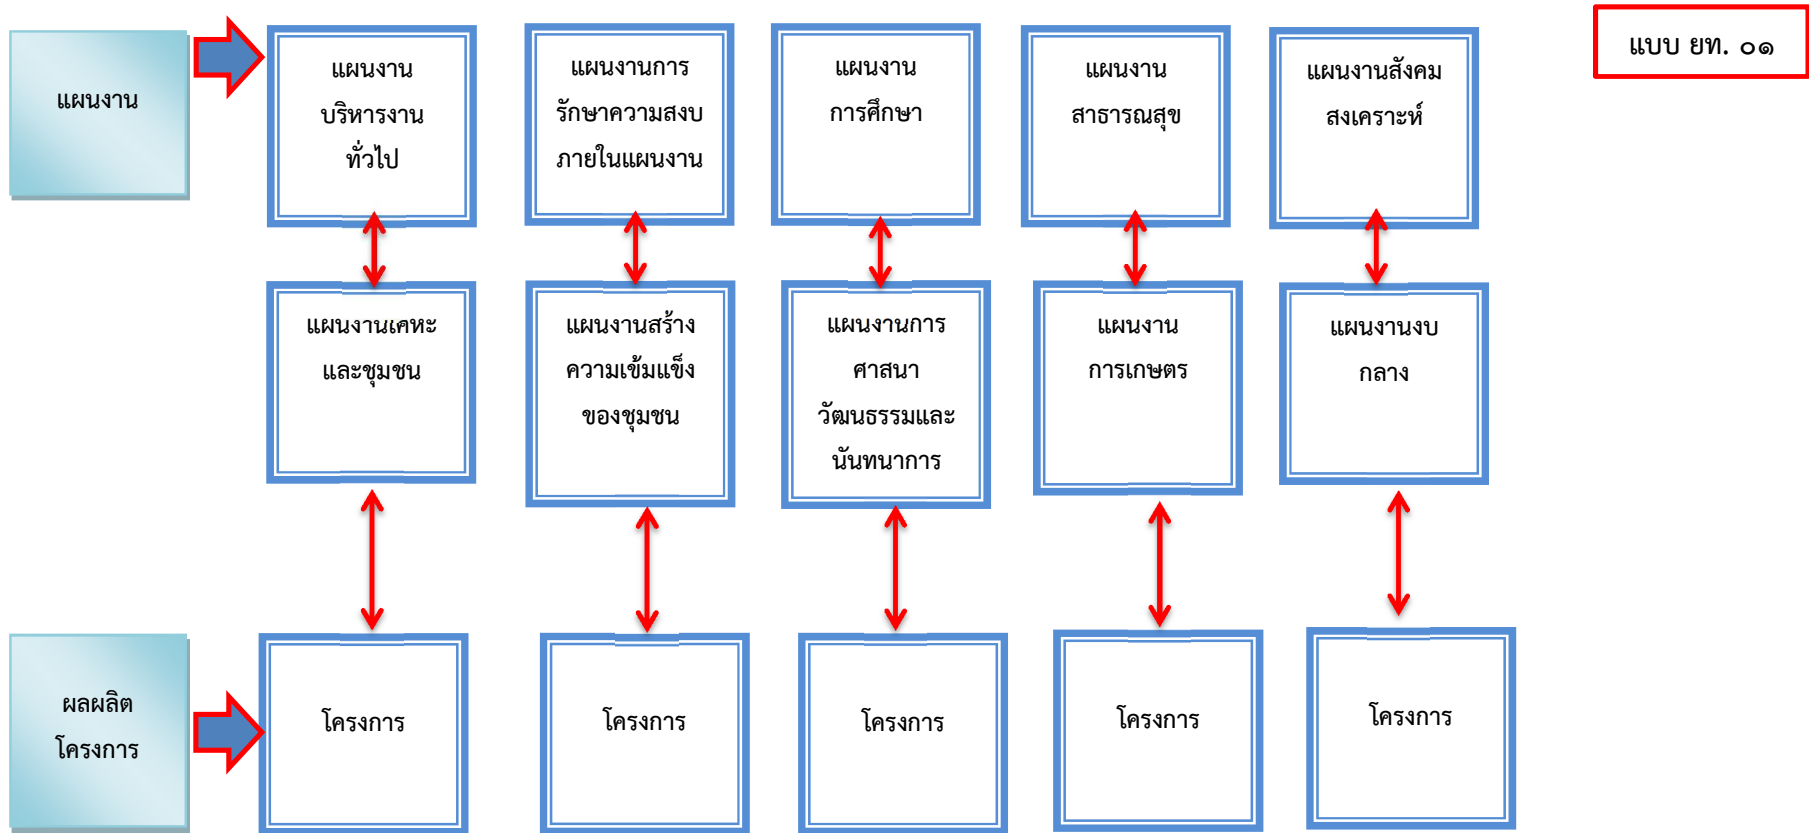 แบบ ยท. ๐๑
แผนงาน
แผนงาน
บริหารงาน
ทั่วไป
แผนงานการ
รักษาความสงบ
ภายในแผนงาน
แผนงาน
การศึกษา
แผนงาน
สาธารณสุข
แผนงานสังคม
สงเคราะห์
แผนงานเคหะ
และชุมชน
แผนงานสร้าง
ความเข้มแข็ง
ของชุมชน
แผนงานการ
ศาสนา
วัฒนธรรมและ
นันทนาการ
แผนงาน
การเกษตร
แผนงานงบ
กลาง
ผลผลิต
โครงการ
โครงการ
โครงการ
โครงการ
โครงการ
โครงการ